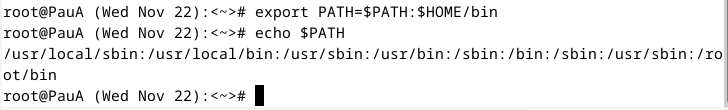 root@PauA (Wed Nov 22):<~># export PATH=$PATH:$HOME/bin
root@PauA (Wed Nov 22):<~># echo $PATH
/usr/local/sbin:/usr/local/bin:/usr/sbin:/usr/bin:/sbin:/bin:/sbin:/usr/sbin:/ro
ot/bin
root@PauA (Wed Nov 22):<~>#